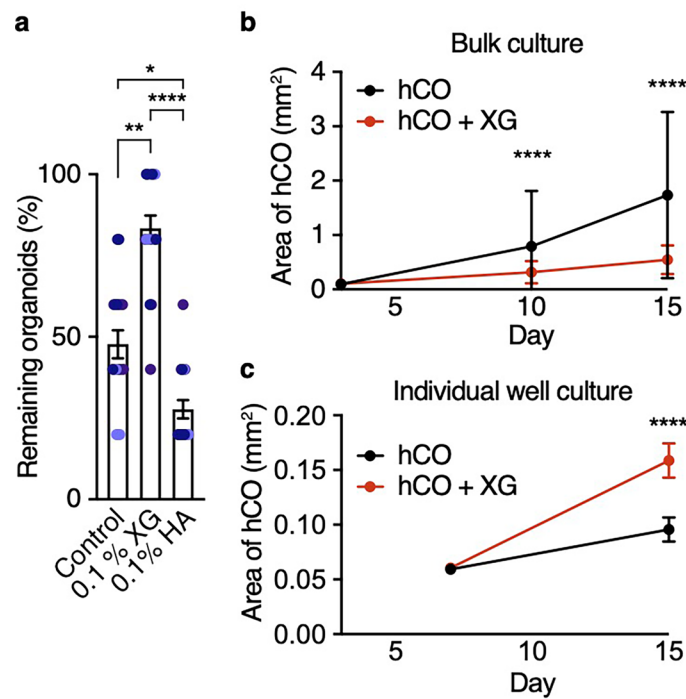 a
*
****
**
100
50
0
Remaining organoids (%)
Control
0.1 % XG
0.1% HA
b
Bulk culture
4
3
2
1
0
Area of hCO (mm²)
hCO
hCO + XG
****
****
5
10
15
Day
c
Individual well culture
0.20
0.15
0.10
0.05
0.00
Area of hCO (mm²)
hCO
hCO + XG
****
5
10
15
Day